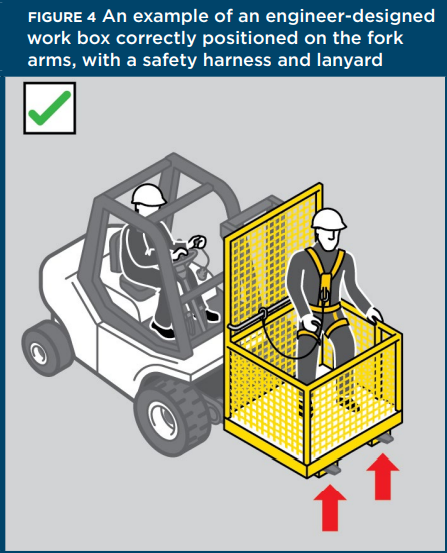 FIGURE 4 An example of an engineer-designed
work box correctly positioned on the fork
arms, with a safety harness and lanyard